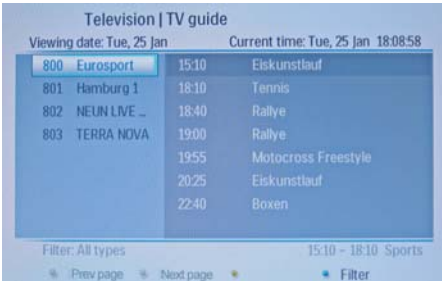 Television | TV guide
Viewing date: Tue, 25 Jan Current time: Tue, 25 Jan 18:08:58
800 Eurosport 15:10 Eiskunstlauf
801 Hamburg 1 18:10 Tennis
802 NEUN LIVE ... 18:40 Rallye
803 TERRA NOVA 19:00 Rallye
19:55 Motocross Freestyle
20:25 Eiskunstlauf
22:40 Boxen
Filter: All types 15:10 - 18:10 Sports
Prev page Next page Filter